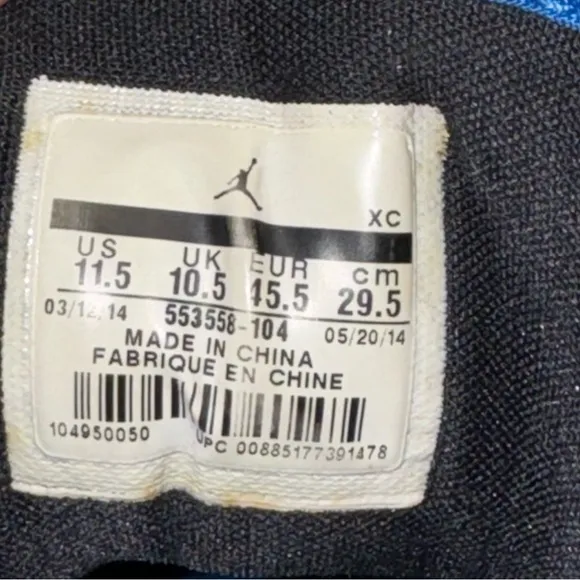 XC
US UK EUR cm
11.5 10.5 45.5 29.5
03/12/14 553558-104 05/20/14
MADE IN CHINA
FABRIQUE EN CHINE
104950050 UPC 00885177391478